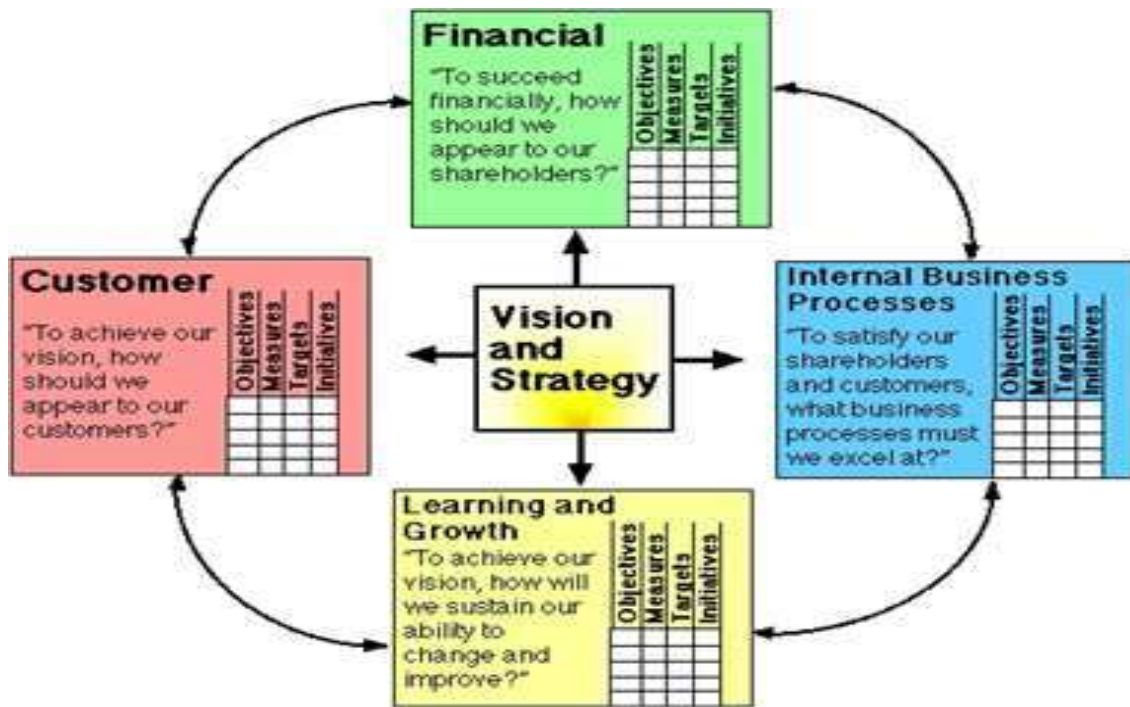 Financial
"To succeed
financially, how
should we
appear to our
shareholders?"
Objectives
Measures
Targets
Initiatives
Customer
"To achieve our
vision, how
should we
appear to our
customers?"
Objectives
Measures
Targets
Initiatives
Vision
and
Strategy
Internal Business
Processes
"To satisfy our
shareholders
and customers,
what business
processes must
we excel at?"
Objectives
Measures
Targets
Initiatives
Learning and
Growth
"To achieve our
vision, how will
we sustain our
ability to
change and
improve?"
Objectives
Measures
Targets
Initiatives